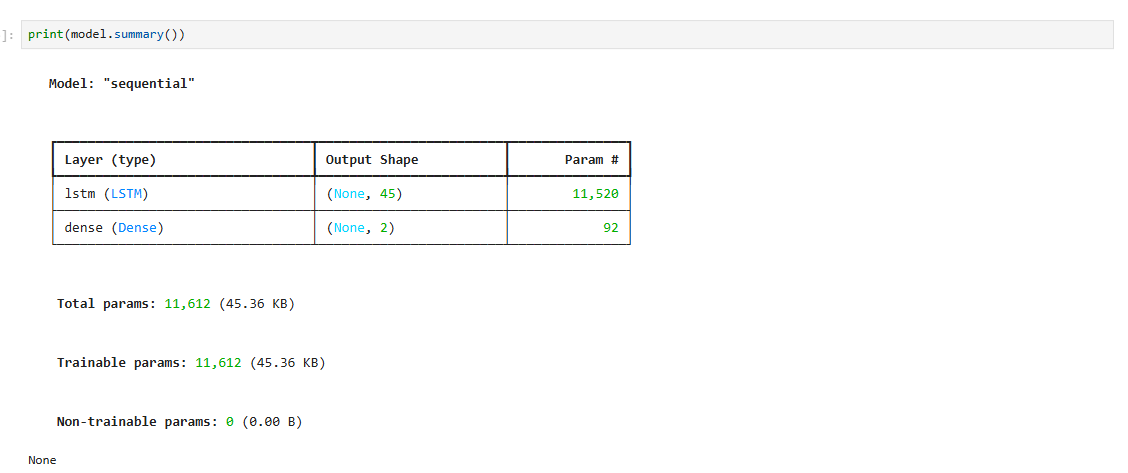 ]: print(model.summary())
Model: "sequential"
Layer (type) Output Shape Param #
lstm (LSTM) (None, 45) 11,520
dense (Dense) (None, 2) 92
Total params: 11,612 (45.36 KB)
Trainable params: 11,612 (45.36 KB)
Non-trainable params: 0 (0.00 B)
None